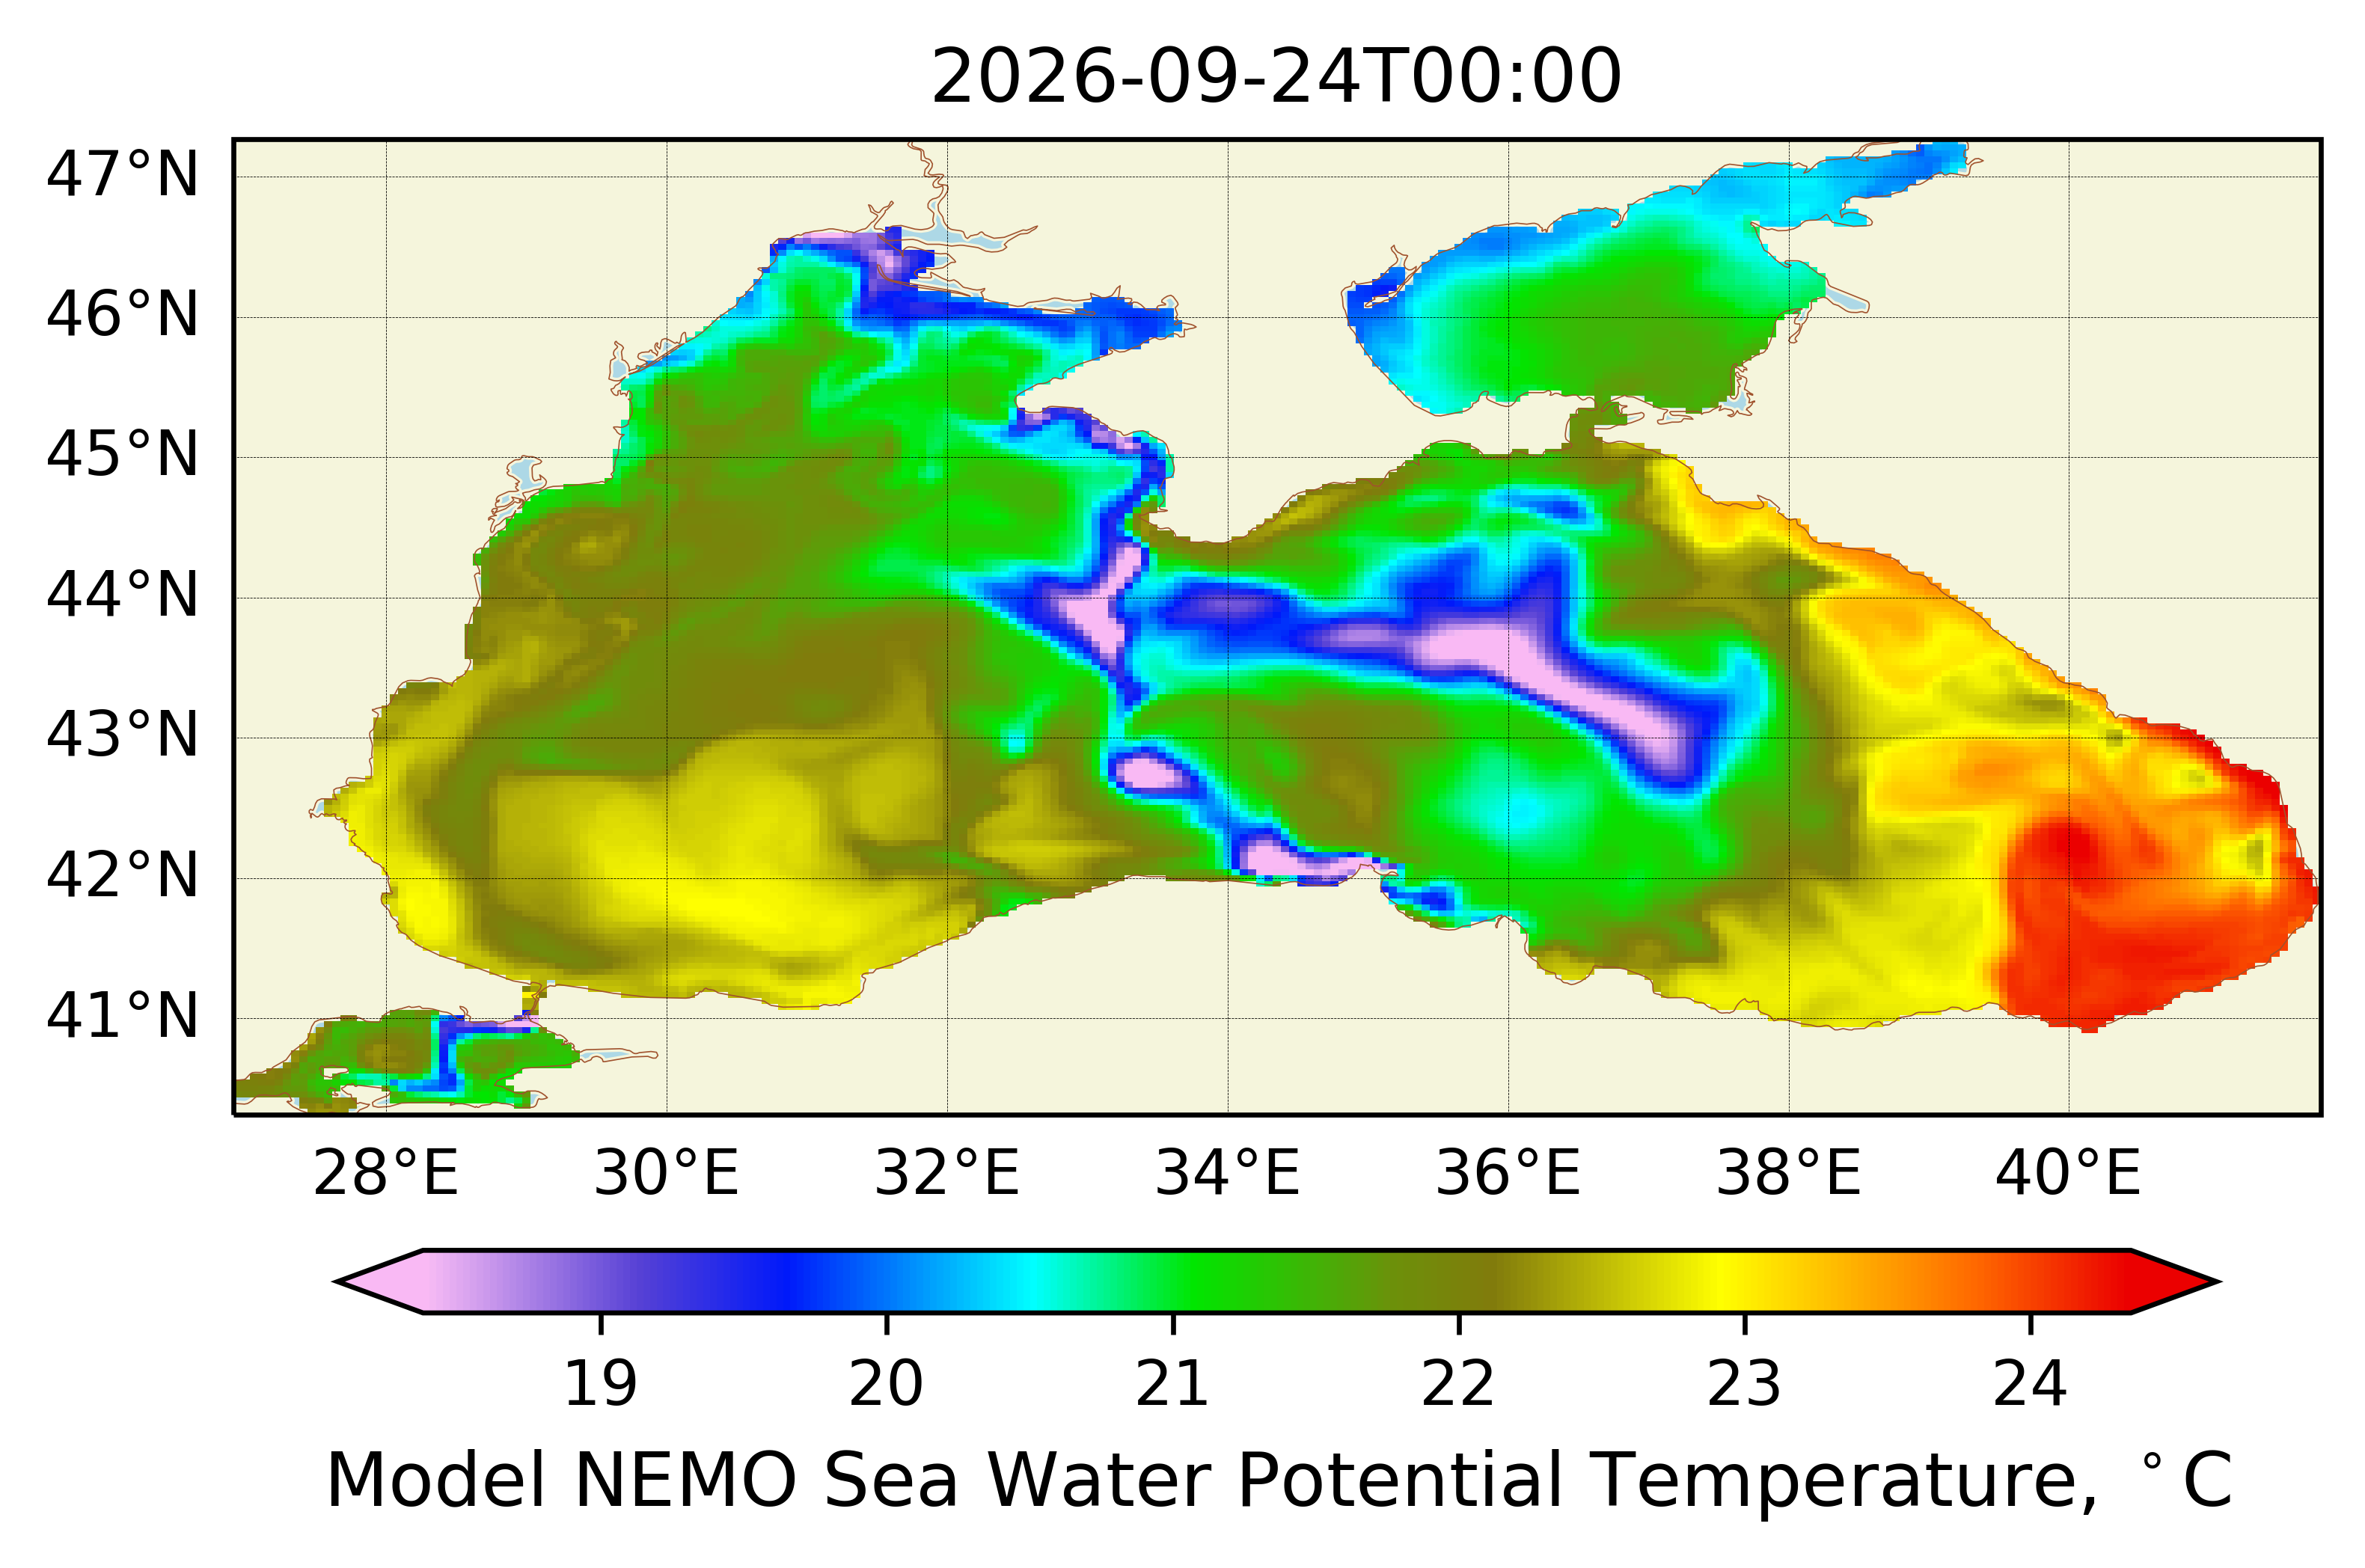 2026-09-24T00:00
47°N
46°N
45°N
44°N
43°N
42°N
41°N
28°E 30°E 32°E 34°E 36°E 38°E 40°E
19 20 21 22 23 24
Model NEMO Sea Water Potential Temperature, °C